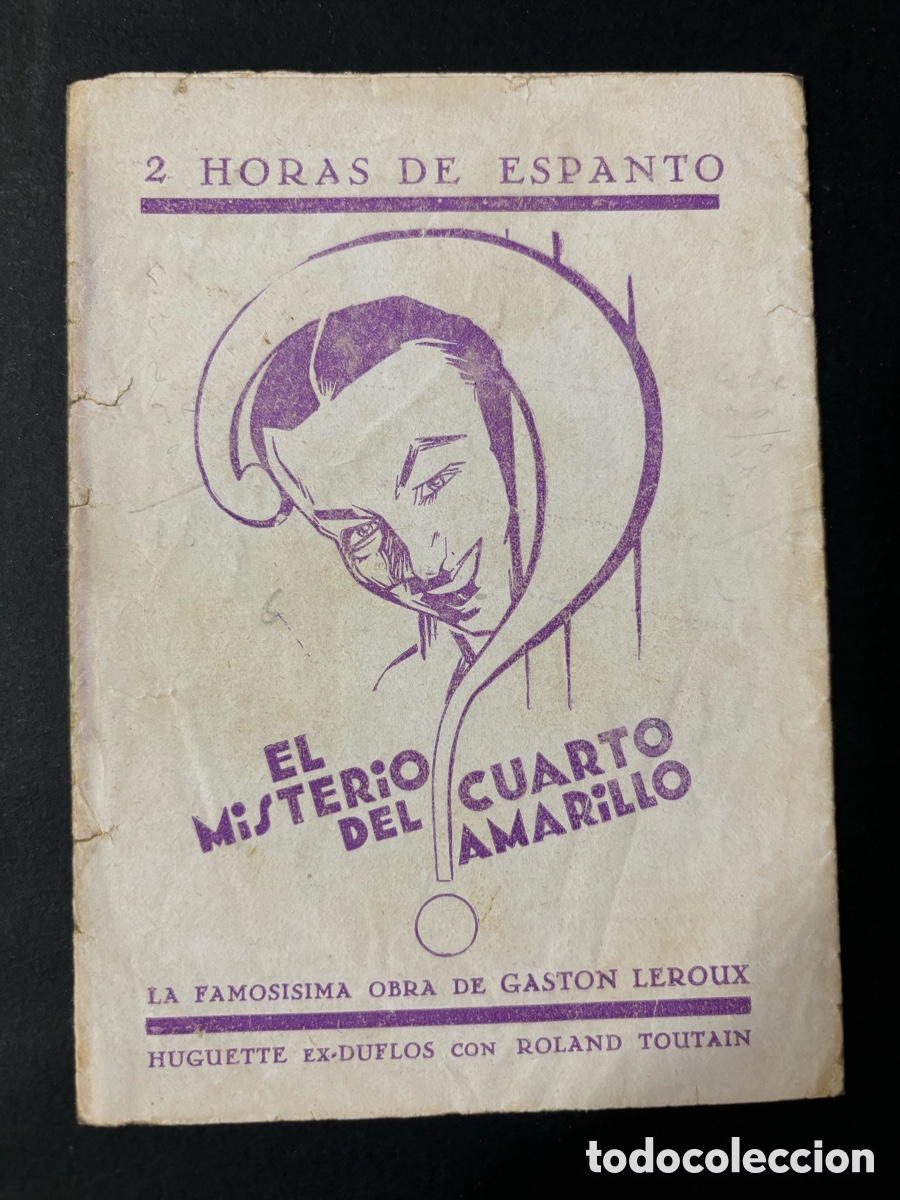 2 HORAS DE ESPANTO
EL
MiSTERiO
DEL
CUARTO
AMARiLLO
LA FAMOSISIMA OBRA DE GASTON LEROUX
HUGUETTE EX-DUFLOS CON ROLAND TOUTAIN
todocoleccion